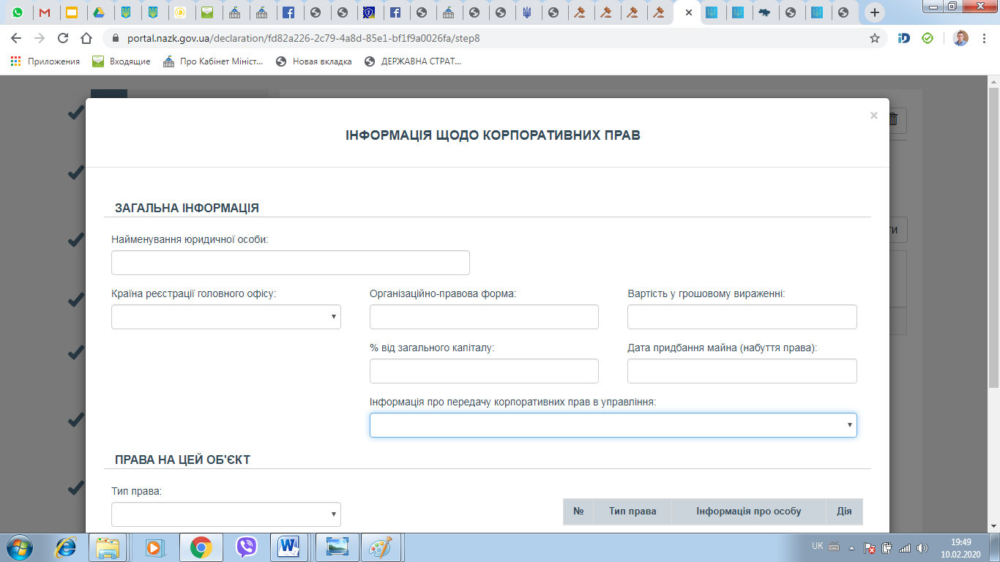 portal.nazk.gov.ua/declaration/fd82a226-2c79-4a8d-85e1-bf1f9a0026fa/step8
Приложения Входящие Про Кабінет Мініст... Новая вкладка ДЕРЖАВНА СТРАТ...
ІНФОРМАЦІЯ ЩОДО КОРПОРАТИВНИХ ПРАВ
ЗАГАЛЬНА ІНФОРМАЦІЯ
Найменування юридичної особи:
Країна реєстрації головного офісу: Організаційно-правова форма: Вартість у грошовому вираженні:
% від загального капіталу: Дата придбання майна (набуття права):
Інформація про передачу корпоративних прав в управління:
ПРАВА НА ЦЕЙ ОБ'ЄКТ
Тип права:
№ Тип права Інформація про особу Дія
UK 19:49
10.02.2020